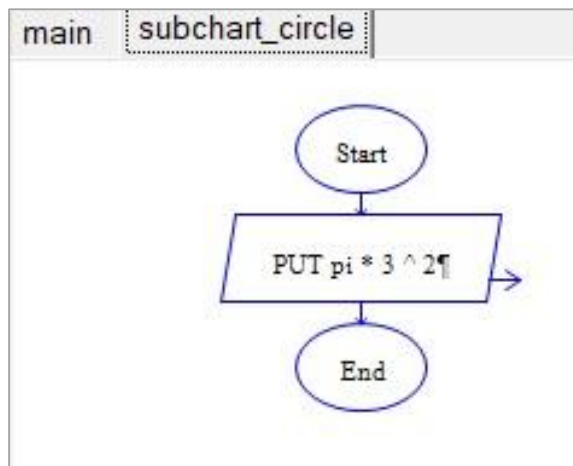 main subchart_circle
Start
PUT pi * 3 ^ 2¶
End